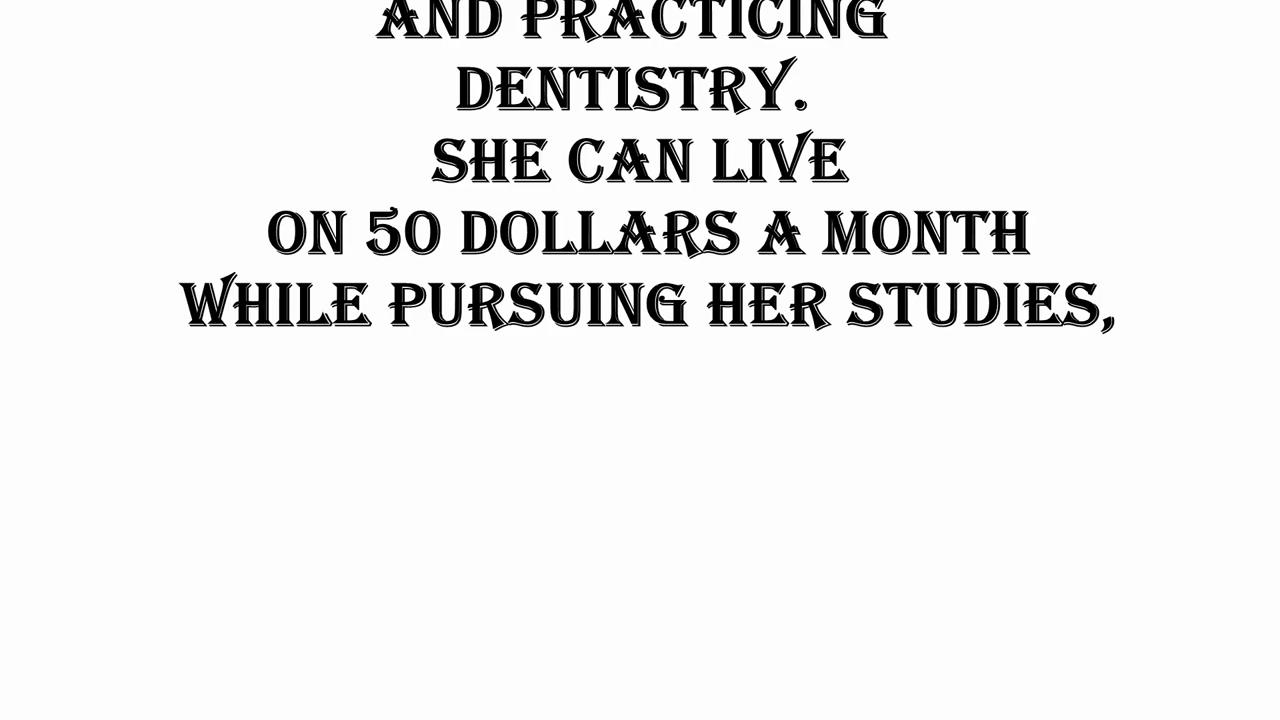 AND PRACTICING
DENTISTRY.
SHE CAN LIVE
ON 50 DOLLARS A MONTH
WHILE PURSUING HER STUDIES,